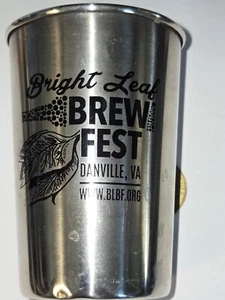 Bright Leaf
BREW
FEST
DANVILLE, VA
WWW.BLBF.ORG